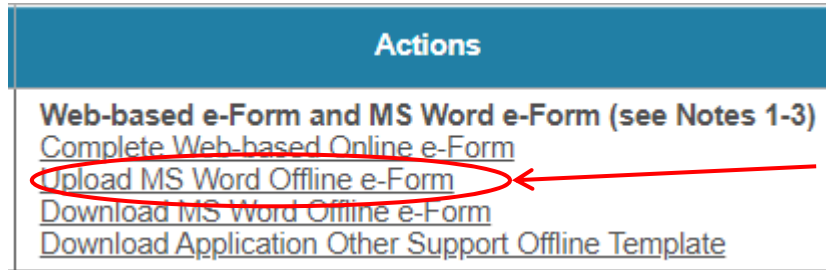 Actions
Web-based e-Form and MS Word e-Form (see Notes 1-3)
Complete Web-based Online e-Form
Upload MS Word Offline e-Form
Download MS Word Offline e-Form
Download Application Other Support Offline Template